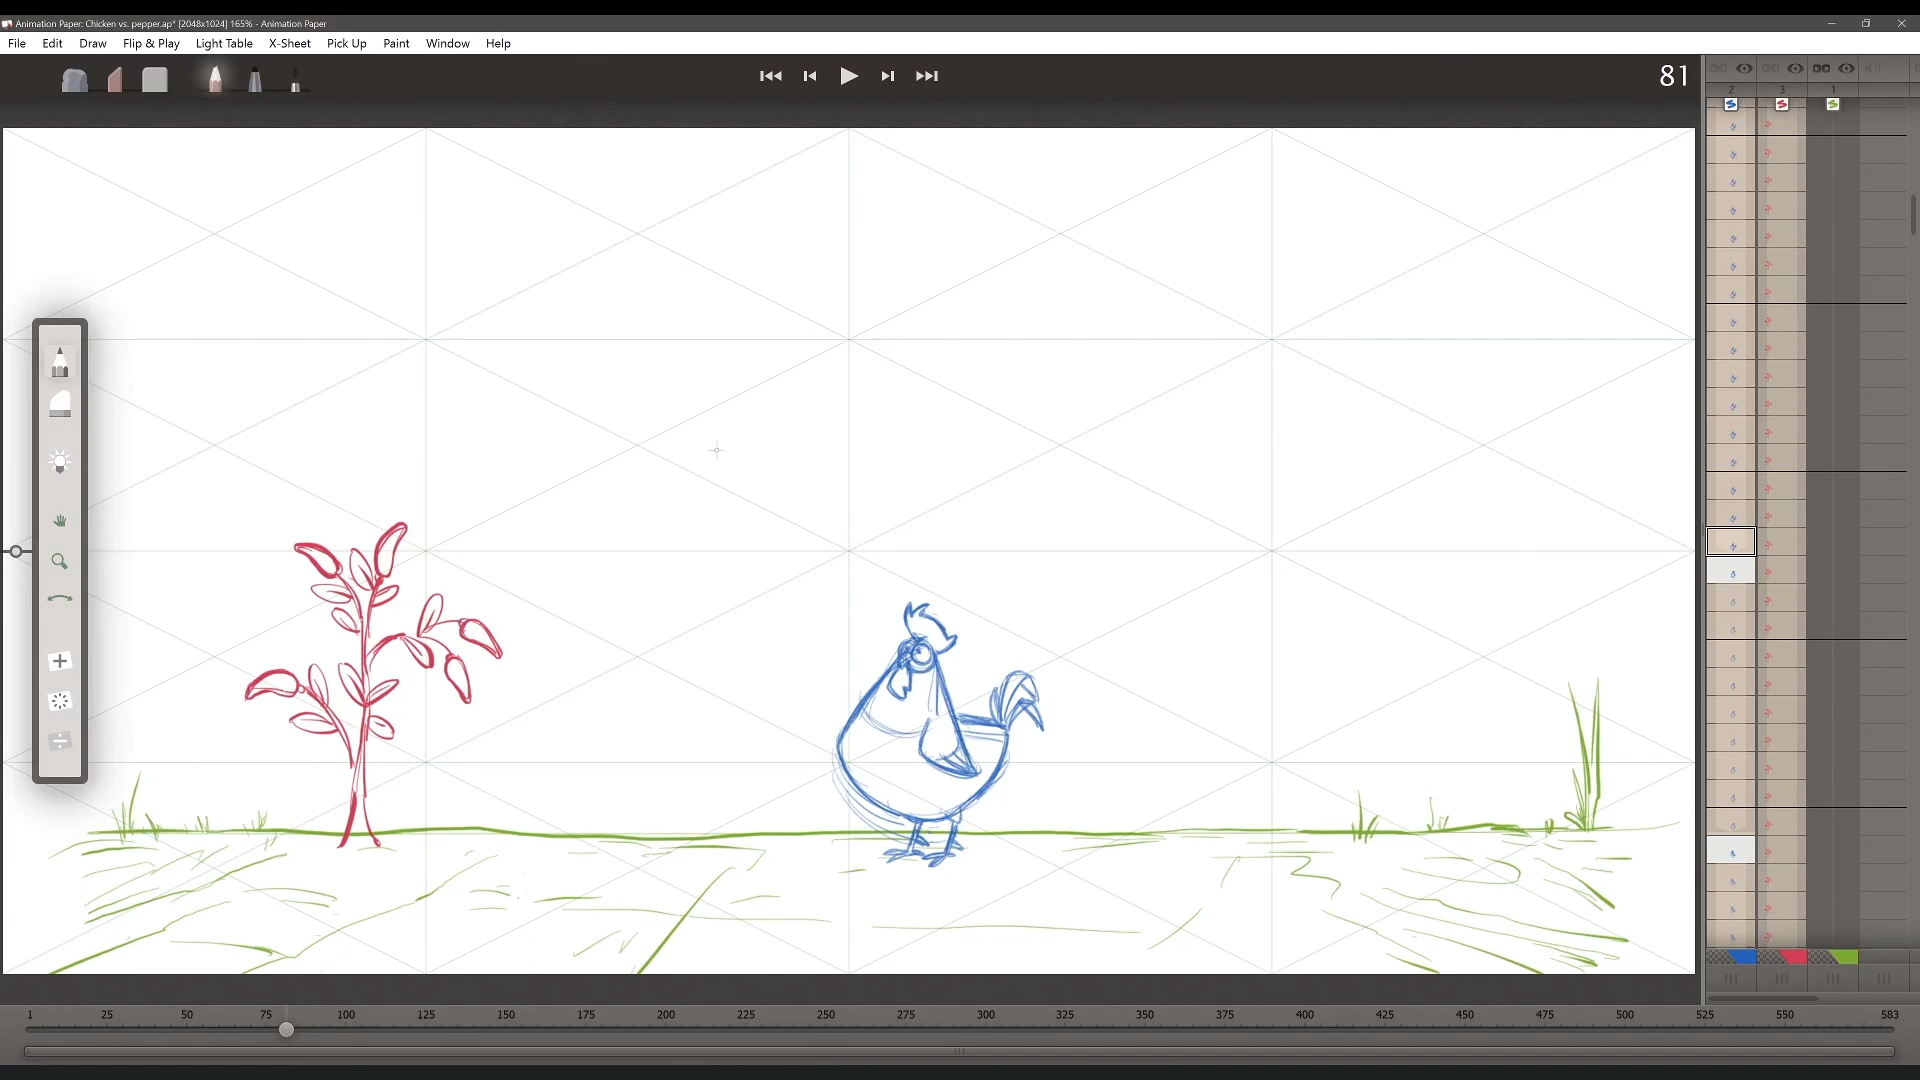 Animation Paper: Chicken vs. pepper.ap* [2048x1024] 165% - Animation Paper
File Edit Draw Flip & Play Light Table X-Sheet Pick Up Paint Window Help
81
2 3 1
1 25 50 75 100 125 150 175 200 225 250 275 300 325 350 375 400 425 450 475 500 525 550 583